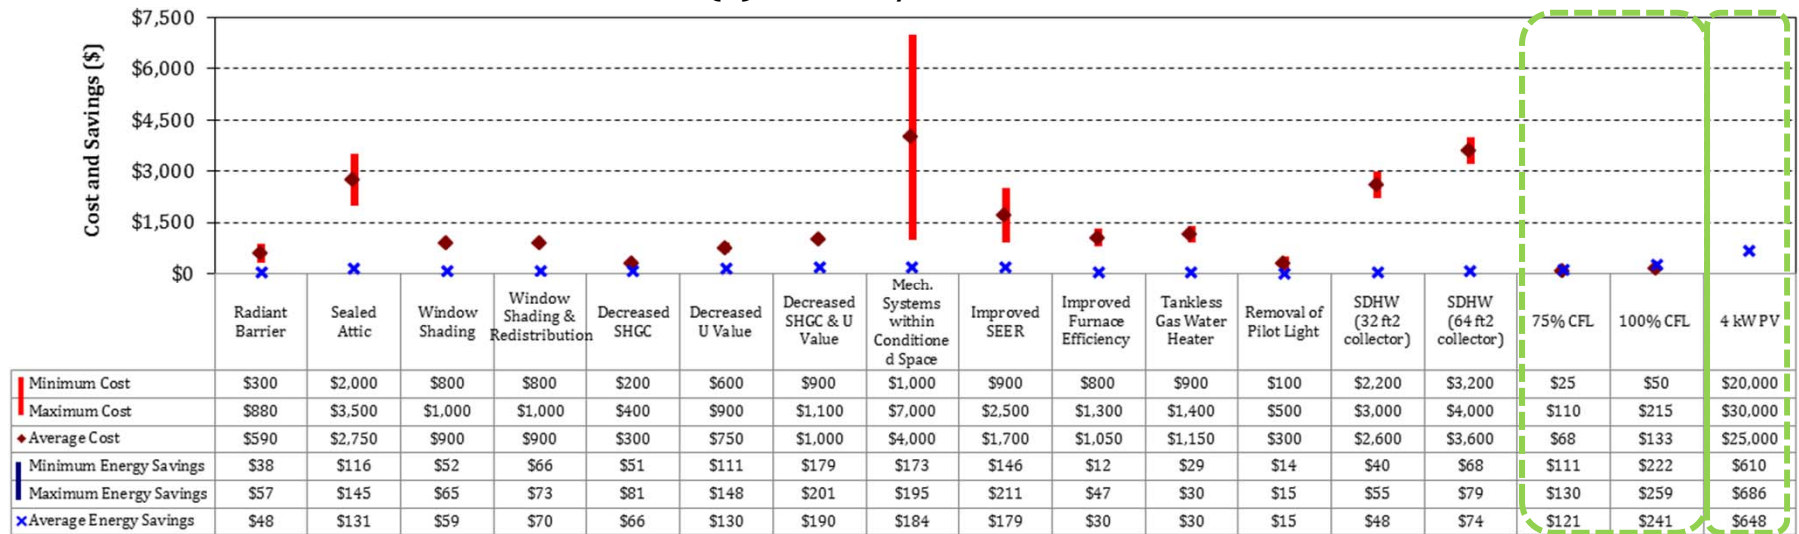 $7,500
$6,000
$4,500
$3,000
$1,500
$0
Cost and Savings ($)
Radiant Barrier
Sealed Attic
Window Shading
Window Shading & Redistribution
Decreased SHGC
Decreased U Value
Decreased SHGC & U Value
Mech. Systems within Conditione d Space
Improved SEER
Improved Furnace Efficiency
Tankless Gas Water Heater
Removal of Pilot Light
SDHW (32 ft2 collector)
SDHW (64 ft2 collector)
75% CFL
100% CFL
4 kW PV
Minimum Cost $300 $2,000 $800 $800 $200 $600 $900 $1,000 $900 $800 $900 $100 $2,200 $3,200 $25 $50 $20,000
Maximum Cost $880 $3,500 $1,000 $1,000 $400 $900 $1,100 $7,000 $2,500 $1,300 $1,400 $500 $3,000 $4,000 $110 $215 $30,000
Average Cost $590 $2,750 $900 $900 $300 $750 $1,000 $4,000 $1,700 $1,050 $1,150 $300 $2,600 $3,600 $68 $133 $25,000
Minimum Energy Savings $38 $116 $52 $66 $51 $111 $179 $173 $146 $12 $29 $14 $40 $68 $111 $222 $610
Maximum Energy Savings $57 $145 $65 $73 $81 $148 $201 $195 $211 $47 $30 $15 $55 $79 $130 $259 $686
Average Energy Savings $48 $131 $59 $70 $66 $130 $190 $184 $179 $30 $30 $15 $48 $74 $121 $241 $648